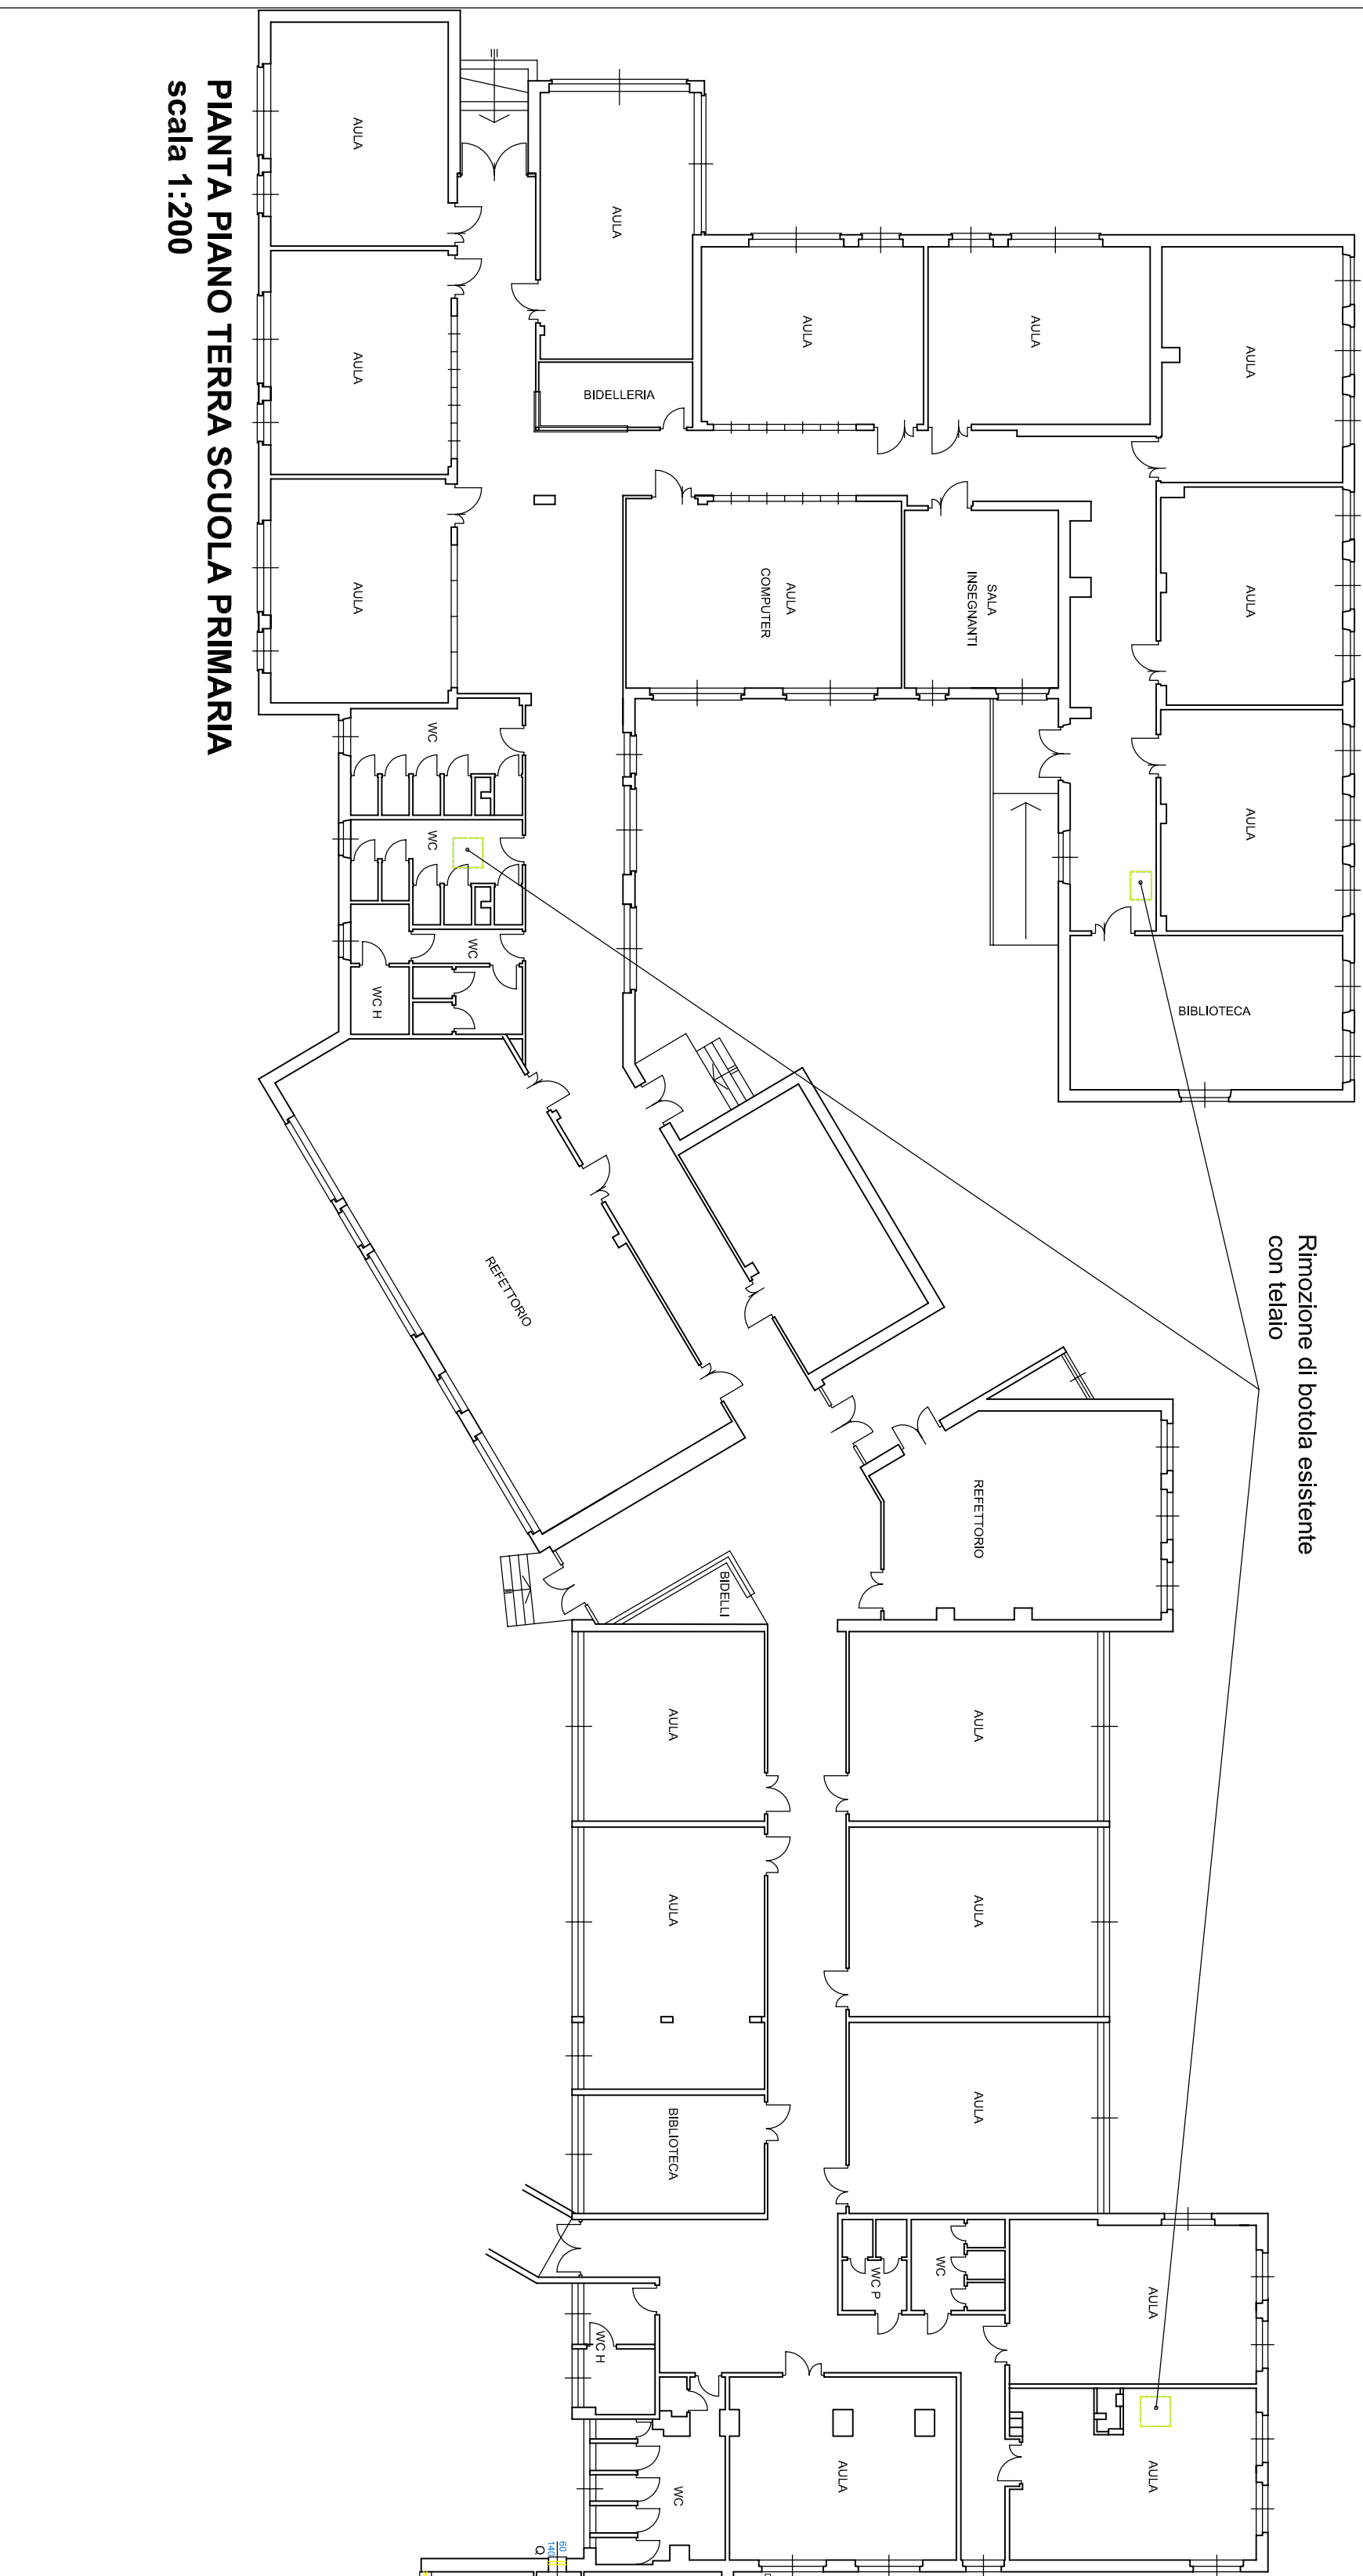 PIANTA PIANO TERRA SCUOLA PRIMARIA
scala 1:200
Rimozione di botola esistente
con telaio
AULA
AULA
AULA
AULA
BIDELLERIA
AULA
AULA
AULA
AULA
AULA
AULA
COMPUTER
SALA
INSEGNANTI
BIBLIOTECA
WC
WC
WC
WC H
REFETTORIO
REFETTORIO
BIDELLI
AULA
AULA
AULA
AULA
AULA
BIBLIOTECA
WC P
WC
AULA
WC H
WC
AULA
AULA
60
140
Q